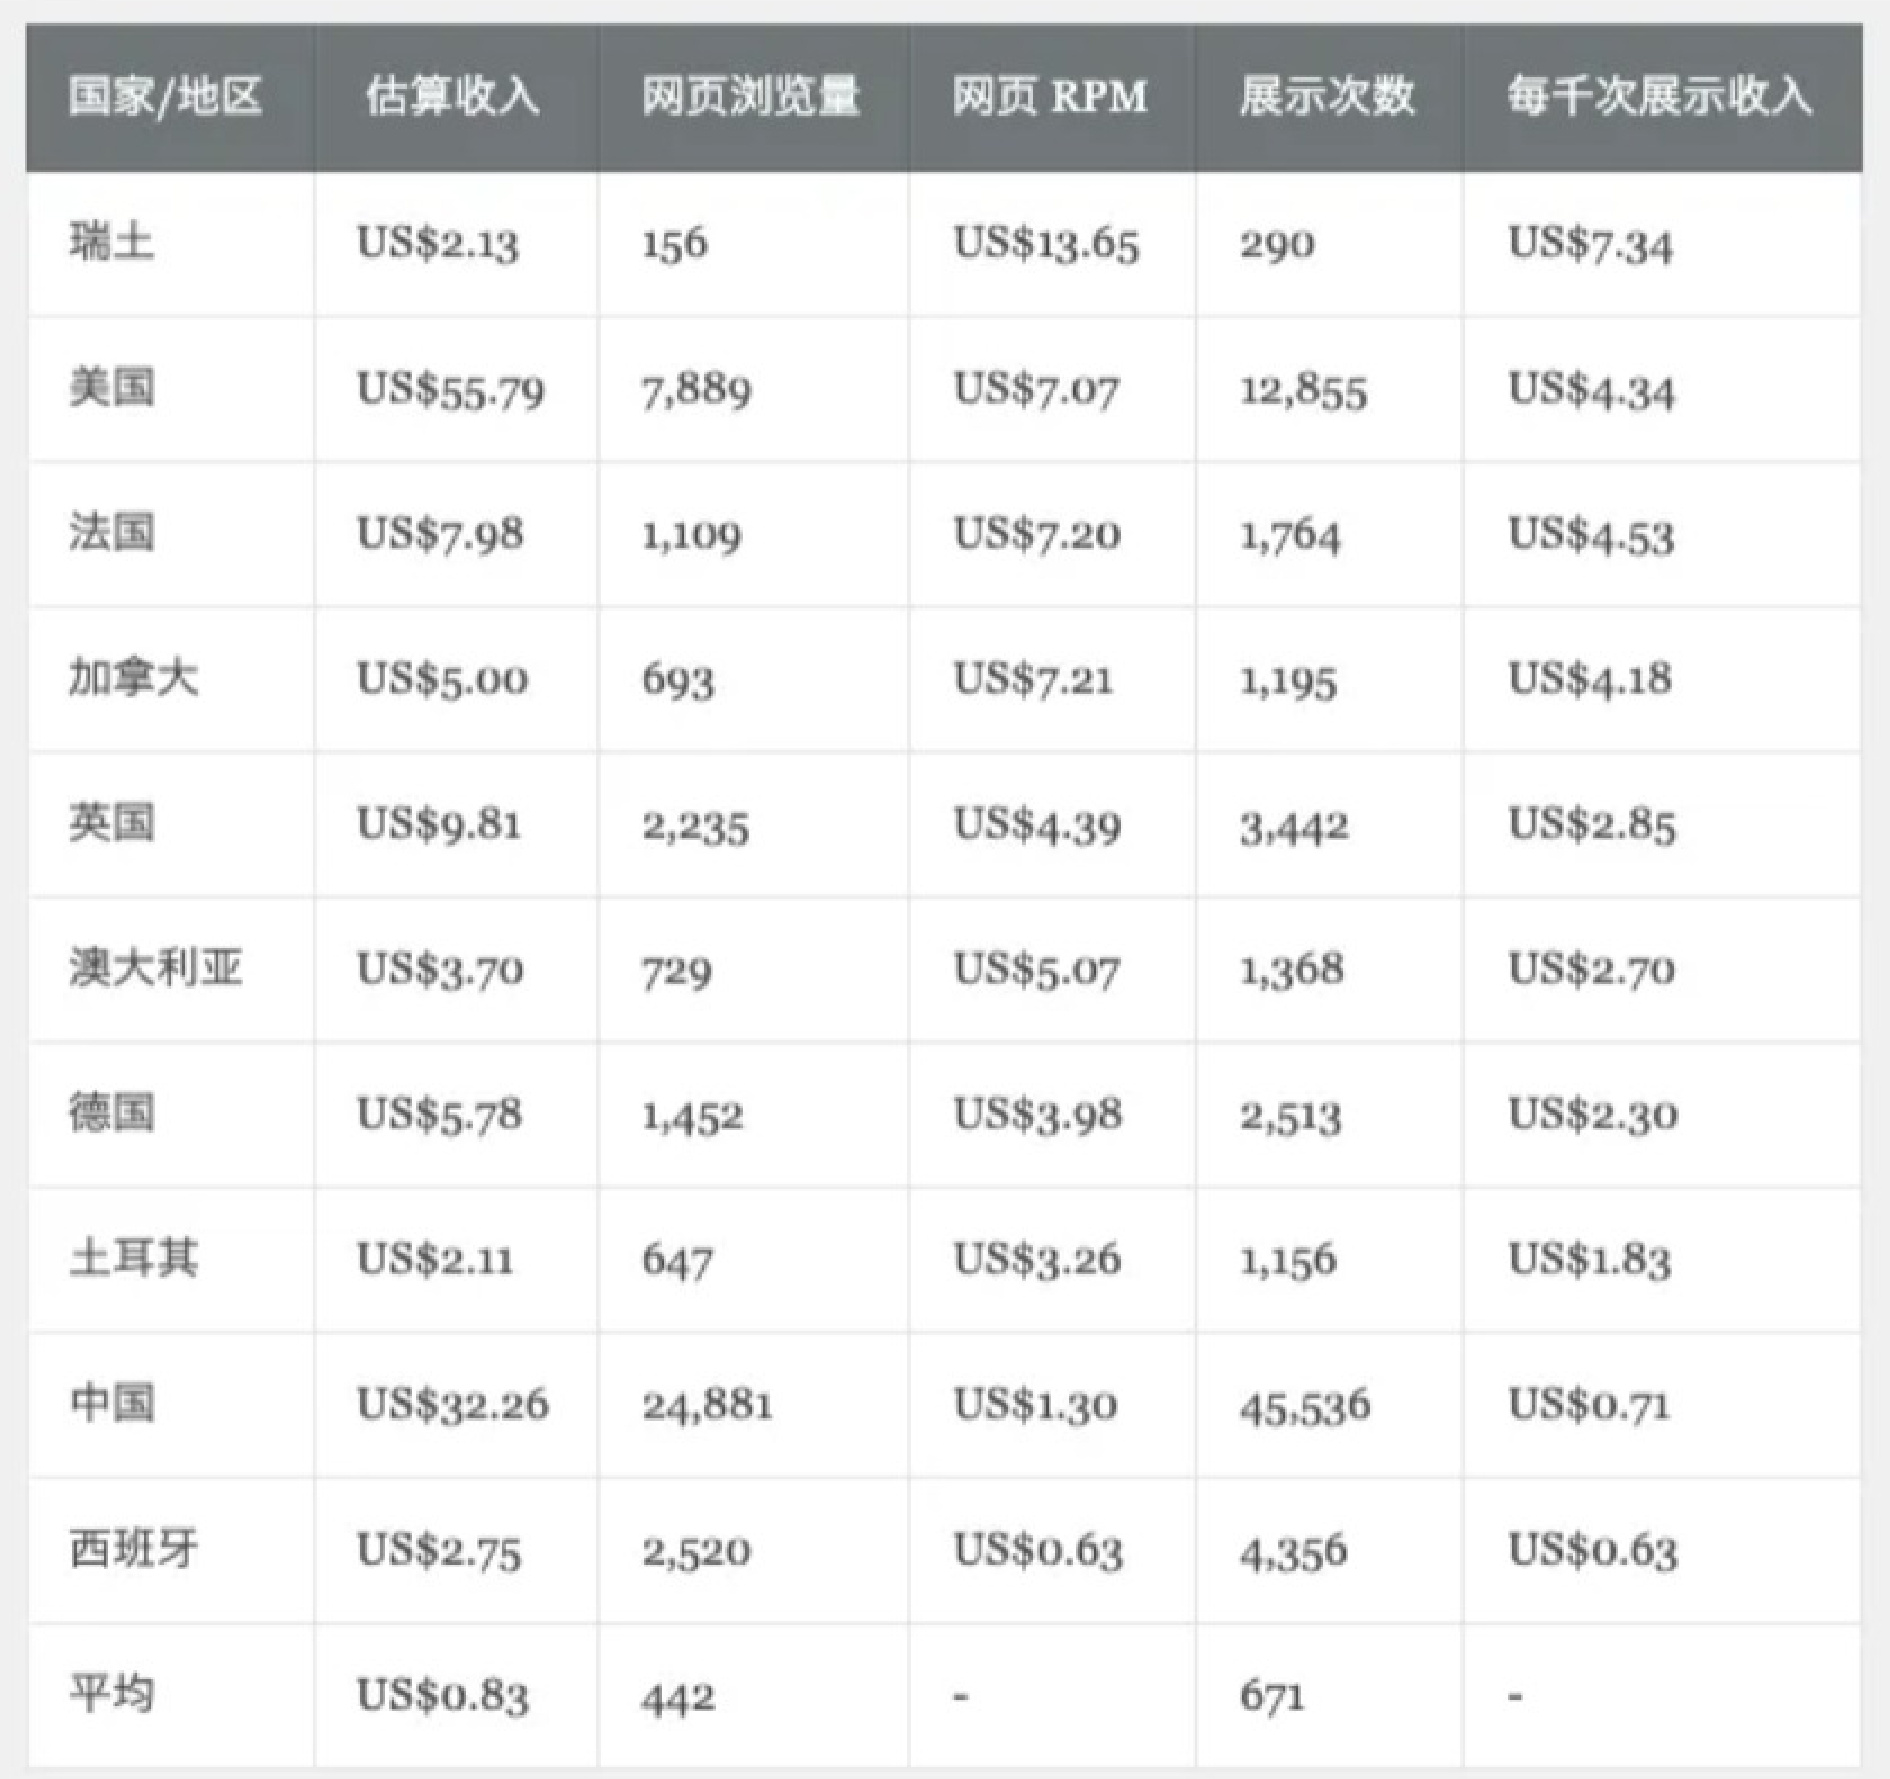 国家/地区 估算收入 网页浏览量 网页 RPM 展示次数 每千次展示收入
瑞士 US$2.13 156 US$13.65 290 US$7.34
美国 US$55.79 7,889 US$7.07 12,855 US$4.34
法国 US$7.98 1,109 US$7.20 1,764 US$4.53
加拿大 US$5.00 693 US$7.21 1,195 US$4.18
英国 US$9.81 2,235 US$4.39 3,442 US$2.85
澳大利亚 US$3.70 729 US$5.07 1,368 US$2.70
德国 US$5.78 1,452 US$3.98 2,513 US$2.30
土耳其 US$2.11 647 US$3.26 1,156 US$1.83
中国 US$32.26 24,881 US$1.30 45,536 US$0.71
西班牙 US$2.75 2,520 US$0.63 4,356 US$0.63
平均 US$0.83 442 - 671 -